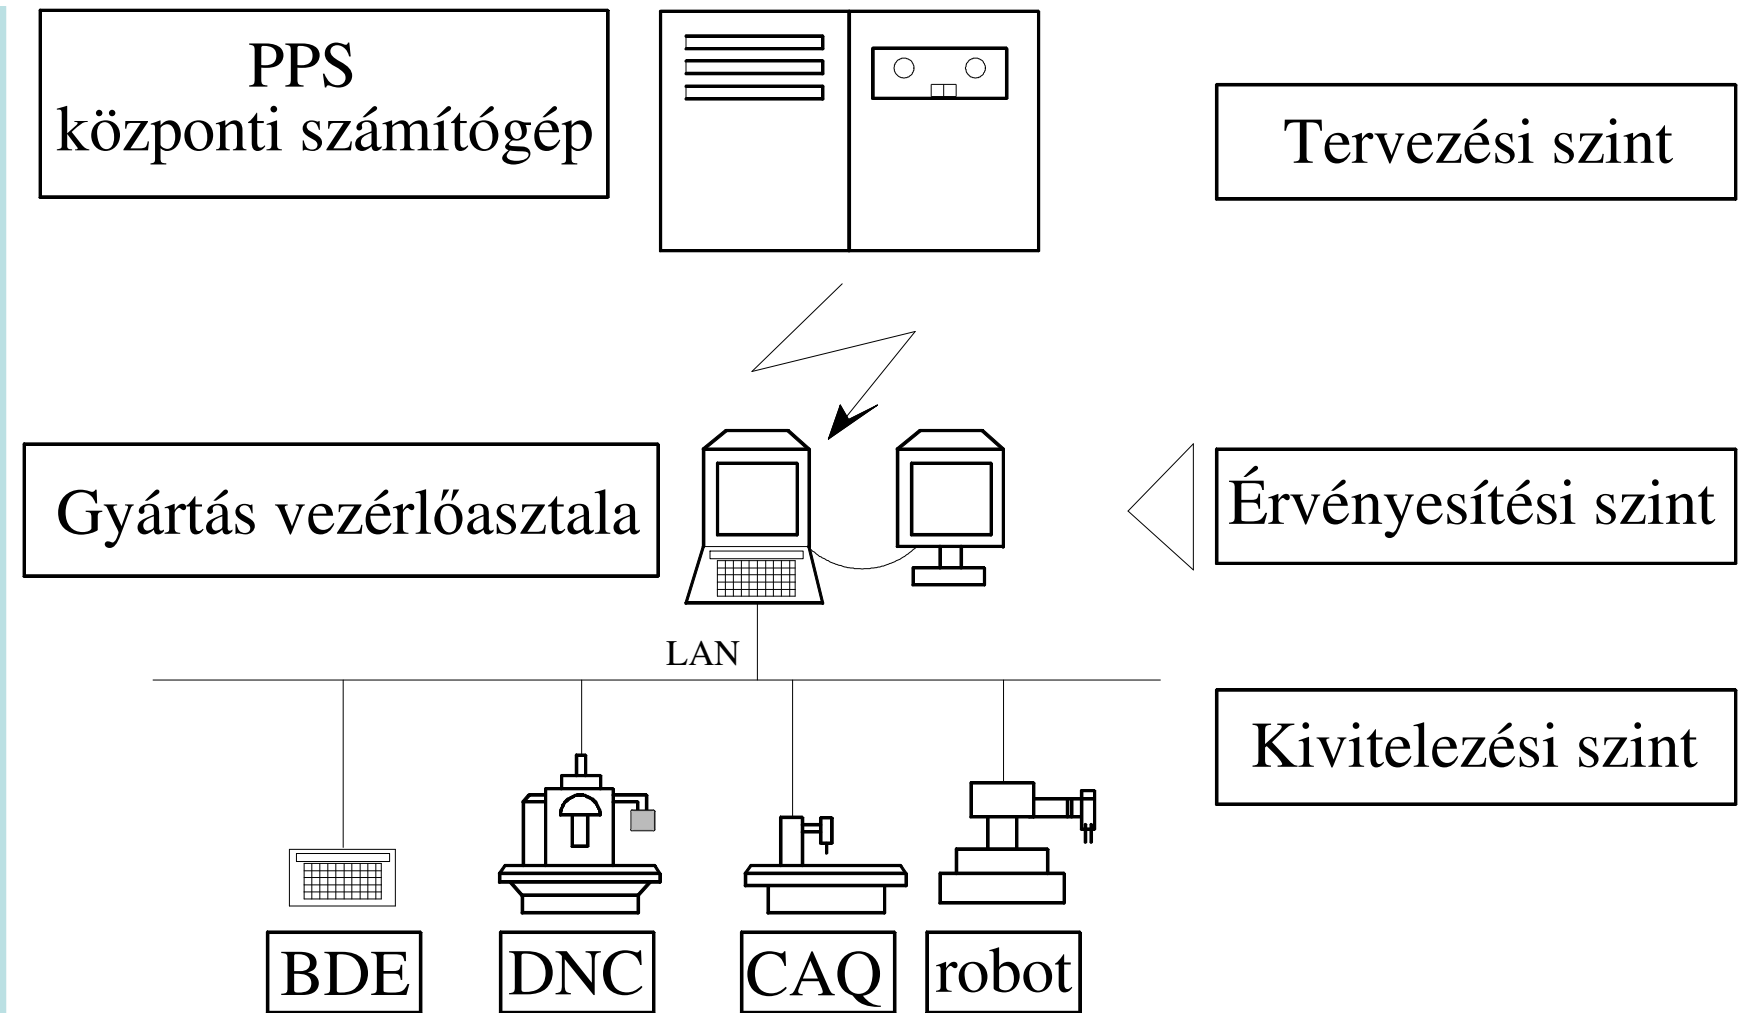 PPS
központi számítógép
Tervezési szint
Gyártás vezérlőasztala
Érvényesítési szint
LAN
Kivitelezési szint
BDE
DNC
CAQ
robot